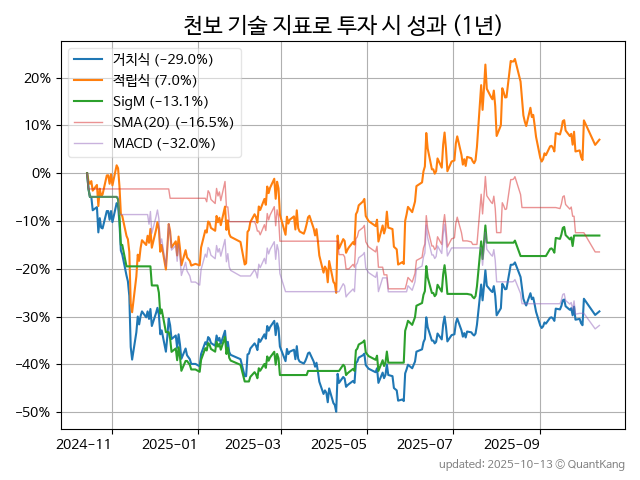 천보 기술 지표로 투자 시 성과 (1년)
거치식 (−29.0%)
적립식 (7.0%)
SigM (−13.1%)
SMA(20) (−16.5%)
MACD (−32.0%)
20%
10%
0%
−10%
−20%
−30%
−40%
−50%
2024-11 2025-01 2025-03 2025-05 2025-07 2025-09
updated: 2025-10-13 ⓒ QuantKang